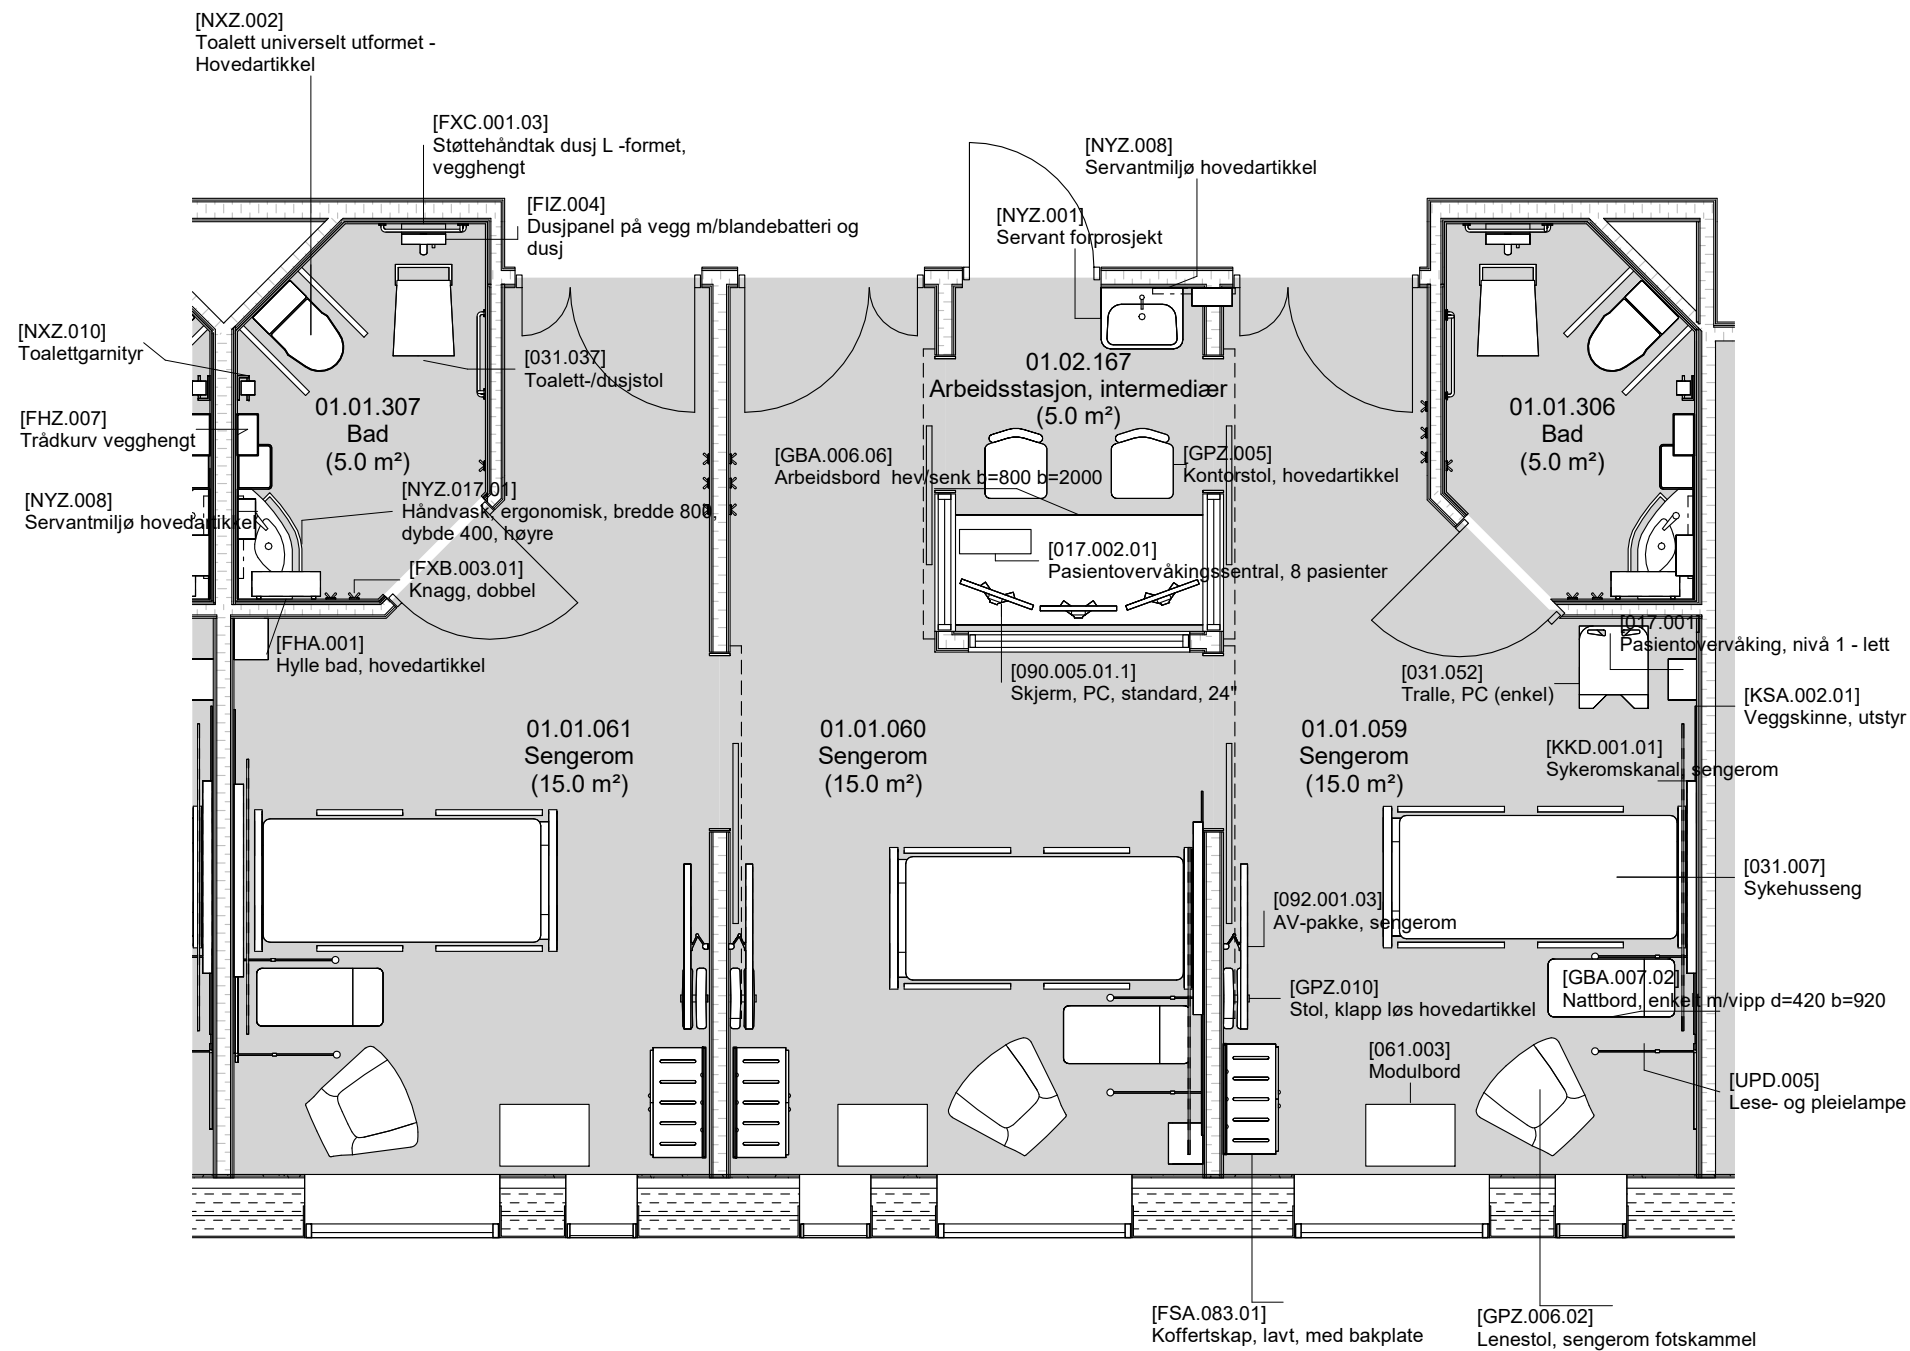 [NXZ.002]
Toalett universelt utformet -
Hovedartikkel
[FXC.001.03]
Støttehåndtak dusj L -formet,
vegghengt
[NYZ.008]
Servantmiljø hovedartikkel
[FIZ.004]
Dusjpanel på vegg m/blandebatteri og
dusj
[NYZ.001]
Servant forprosjekt
[NXZ.010]
Toalettgarnityr
[031.037]
Toalett-/dusjstol
01.02.167
Arbeidsstasjon, intermediær
(5.0 m²)
01.01.307
Bad
(5.0 m²)
01.01.306
Bad
(5.0 m²)
[FHZ.007]
Trådkurv vegghengt
[GBA.006.06]
Arbeidsbord  hev/senk b=800 b=2000
[GPZ.005]
Kontorstol, hovedartikkel
[NYZ.008]
Servantmiljø hovedartikkel
[NYZ.017.01]
Håndvask, ergonomisk, bredde 800,
dybde 400, høyre
[017.002.01]
Pasientovervåkingssentral, 8 pasienter
[FXB.003.01]
Knagg, dobbel
[FHA.001]
Hylle bad, hovedartikkel
[017.001]
Pasientovervåking, nivå 1 - lett
[090.005.01.1]
Skjerm, PC, standard, 24"
[031.052]
Tralle, PC (enkel)
[KSA.002.01]
Veggskinne, utstyr
01.01.061
Sengerom
(15.0 m²)
01.01.060
Sengerom
(15.0 m²)
01.01.059
Sengerom
(15.0 m²)
[KKD.001.01]
Sykeromskanal, sengerom
[031.007]
Sykehusseng
[092.001.03]
AV-pakke, sengerom
[GPZ.010]
Stol, klapp løs hovedartikkel
[GBA.007.02]
Nattbord, enkelt m/vipp d=420 b=920
[061.003]
Modulbord
[UPD.005]
Lese- og pleielampe
[FSA.083.01]
Koffertskap, lavt, med bakplate
[GPZ.006.02]
Lenestol, sengerom fotskammel